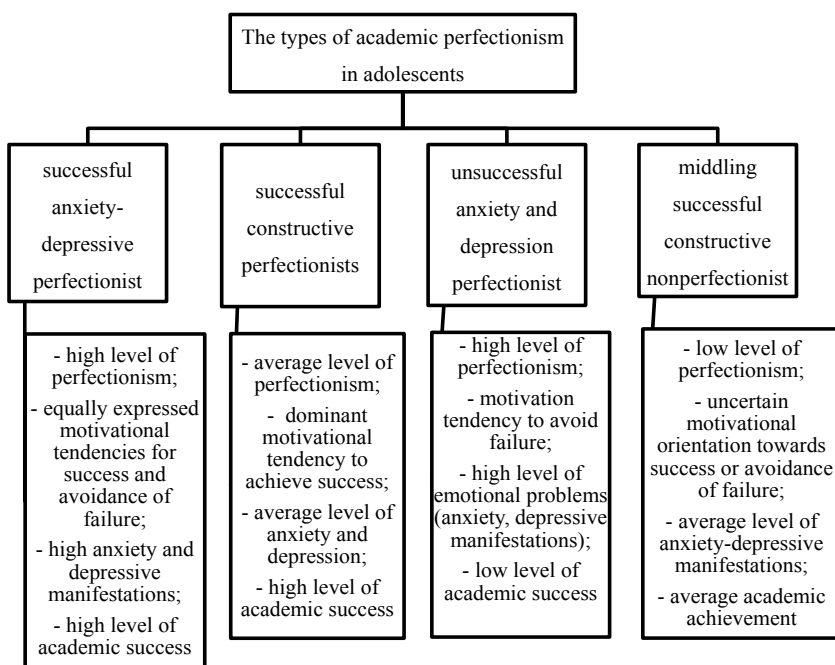 The types of academic perfectionism
in adolescents
successful
anxiety-
depressive
perfectionist
successful
constructive
perfectionists
unsuccessful
anxiety and
depression
perfectionist
middling
successful
constructive
nonperfectionist
- high level of
perfectionism;
- equally expressed
motivational
tendencies for
success and
avoidance of
failure;
- high anxiety and
depressive
manifestations;
- high level of
academic success
- average level of
perfectionism;
- dominant
motivational
tendency to
achieve success;
- average level of
anxiety and
depression;
- high level of
academic success
- high level of
perfectionism;
- motivation
tendency to avoid
failure;
- high level of
emotional problems
(anxiety, depressive
manifestations);
- low level of
academic success
- low level of
perfectionism;
- uncertain
motivational
orientation towards
success or avoidance
of failure;
- average level of
anxiety-depressive
manifestations;
- average academic
achievement